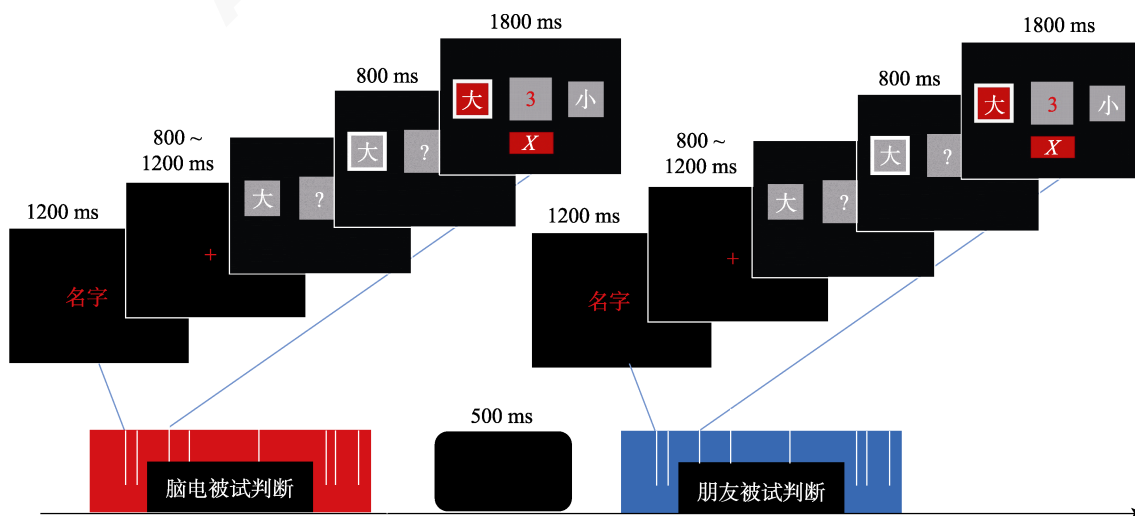 1200 ms
名字
800 ~
1200 ms
+
大 ?
800 ms
大 ?
1800 ms
大 3 小
X
1200 ms
名字
800 ~
1200 ms
+
大 ?
800 ms
大 ?
1800 ms
大 3 小
X
脑电被试判断
500 ms
朋友被试判断